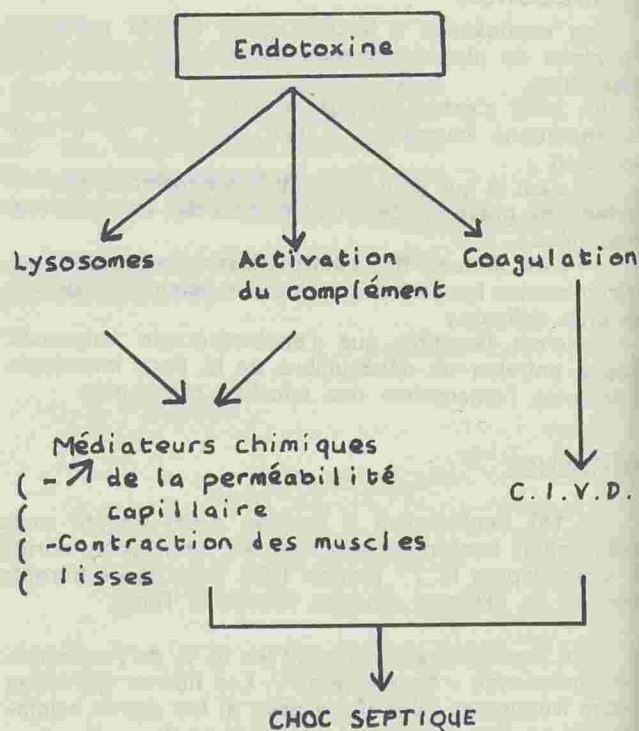 Endotoxine
Lysosomes
Activation
du complément
Coagulation
Médiateurs chimiques
( - ↗ de la perméabilité
( capillaire
( - Contraction des muscles
( lisses
C.I.V.D.
CHOC SEPTIQUE